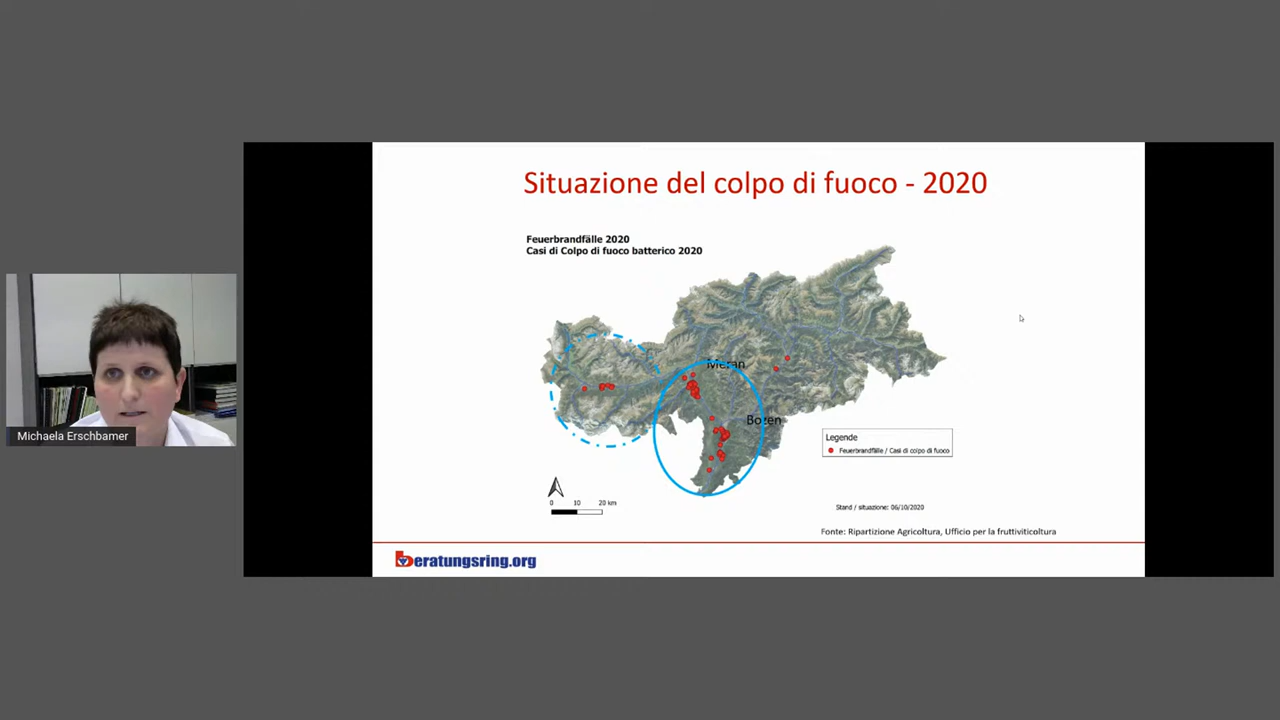 Situazione del colpo di fuoco - 2020
Feuerbrandfälle 2020
Casi di Colpo di fuoco batterico 2020
Meran
Bozen
Legende
Feuerbrandfälle / Casi di colpo di fuoco
0 10 20 km
Stand / situazione: 06/10/2020
Fonte: Ripartizione Agricoltura, Ufficio per la fruttiviticoltura
beratungsring.org
Michaela Erschbamer